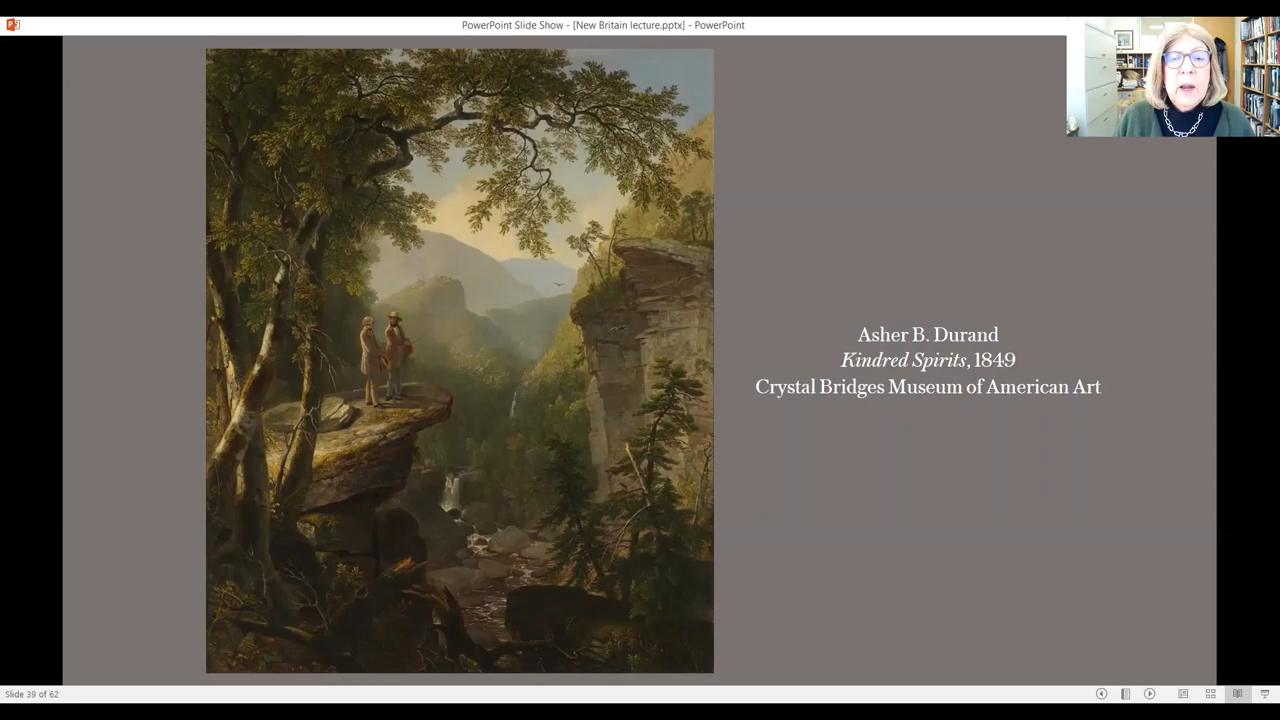 PowerPoint Slide Show - [New Britain lecture.pptx] - PowerPoint
Asher B. Durand
Kindred Spirits, 1849
Crystal Bridges Museum of American Art
Slide 39 of 62